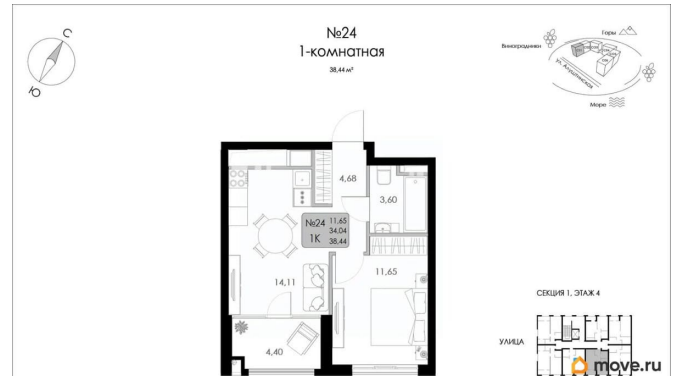 №24
1-комнатная
38,44 м²
С
Ю
Горы
Виноградники
ул. Алуштинская
Море
4,68
3,60
№24 11.65
34.04
1К 38,44
14,11
11,65
4,40
СЕКЦИЯ 1, ЭТАЖ 4
УЛИЦА
move.ru